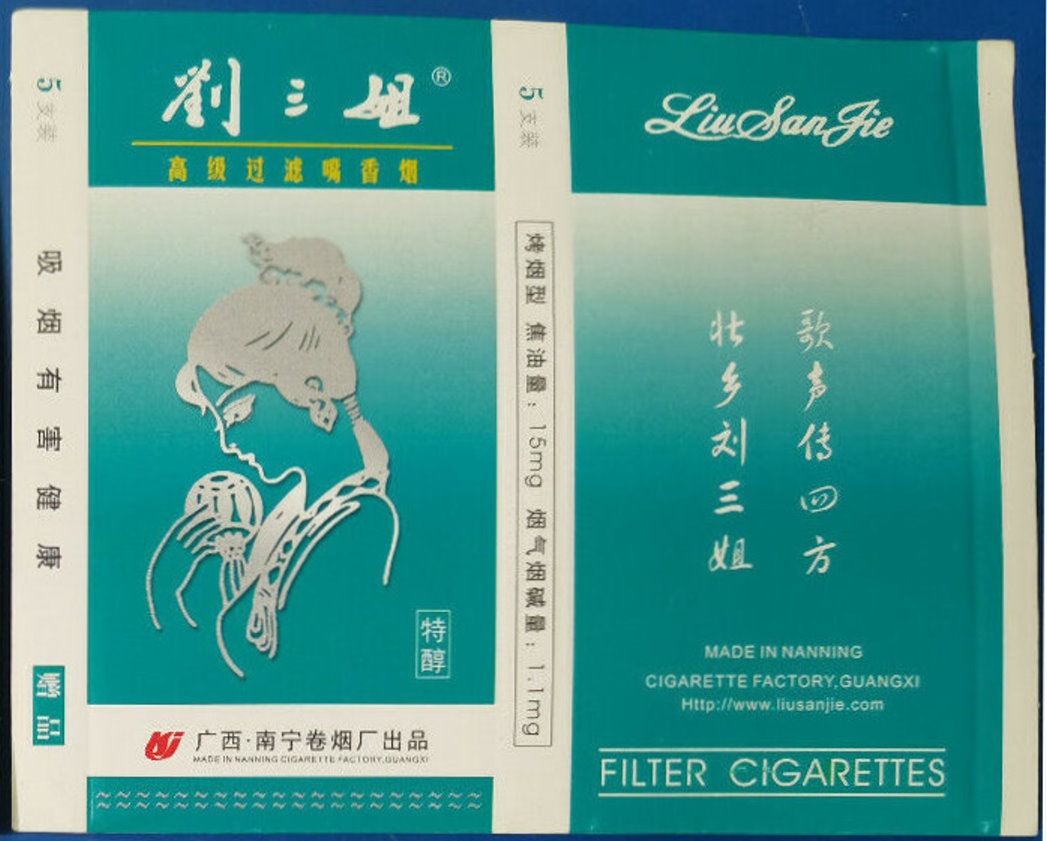 5支装
吸烟有害健康
赠品
劉三姐®
高级过滤嘴香烟
特醇
广西·南宁卷烟厂出品
MADE IN NANNING CIGARETTE FACTORY,GUANGXI
5支装
烤烟型 焦油量：15mg 烟气烟碱量：1.1mg
LiuSanJie
歌声传四方
壮乡刘三姐
MADE IN NANNING
CIGARETTE FACTORY,GUANGXI
Http://www.liusanjie.com
FILTER CIGARETTES